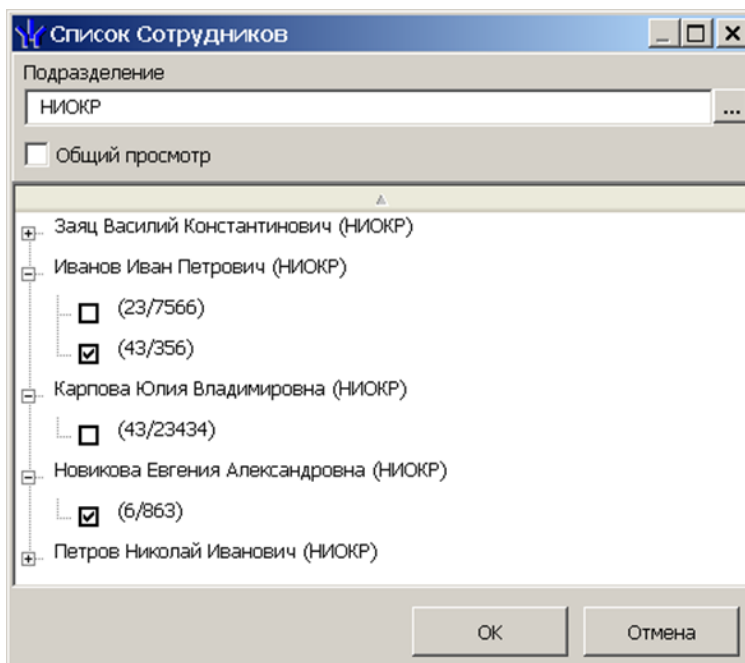 Список Сотрудников
Подразделение
НИОКР
...
Общий просмотр
Заяц Василий Константинович (НИОКР)
Иванов Иван Петрович (НИОКР)
(23/7566)
(43/356)
Карпова Юлия Владимировна (НИОКР)
(43/23434)
Новикова Евгения Александровна (НИОКР)
(6/863)
Петров Николай Иванович (НИОКР)
ОК Отмена